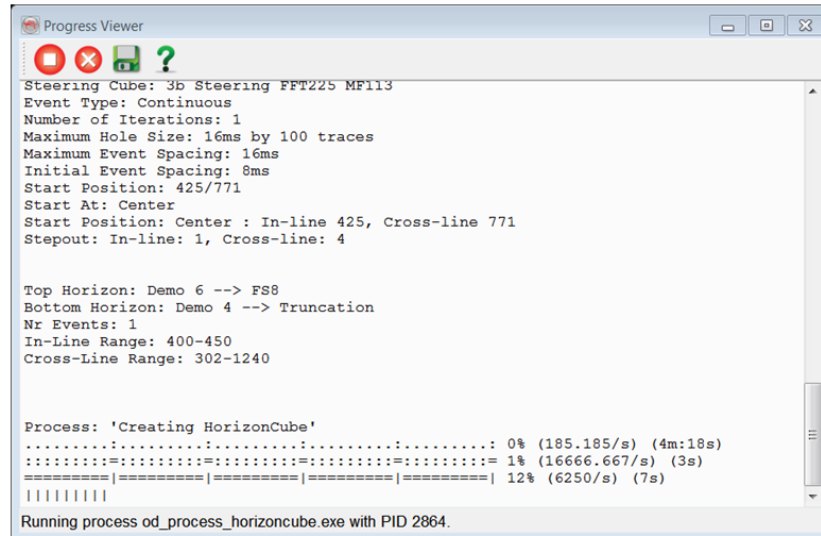 Progress Viewer
Steering Cube: 3b Steering FFT225 MF113
Event Type: Continuous
Number of Iterations: 1
Maximum Hole Size: 16ms by 100 traces
Maximum Event Spacing: 16ms
Initial Event Spacing: 8ms
Start Position: 425/771
Start At: Center
Start Position: Center : In-line 425, Cross-line 771
Stepout: In-line: 1, Cross-line: 4
Top Horizon: Demo 6 --> FS8
Bottom Horizon: Demo 4 --> Truncation
Nr Events: 1
In-Line Range: 400-450
Cross-Line Range: 302-1240
Process: 'Creating HorizonCube'
.........:.........:.........:.........:.........: 0% (185.185/s) (4m:18s)
:::::::::=:::::::::=:::::::::=:::::::::=:::::::::= 1% (16666.667/s) (3s)
=========|=========|=========|=========|=========| 12% (6250/s) (7s)
|||||||||
Running process od_process_horizoncube.exe with PID 2864.